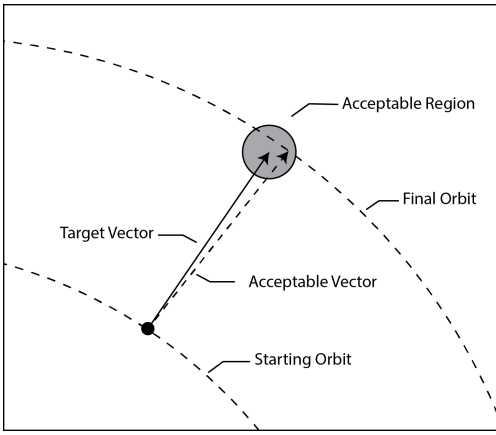 Acceptable Region
Final Orbit
Target Vector
Acceptable Vector
Starting Orbit